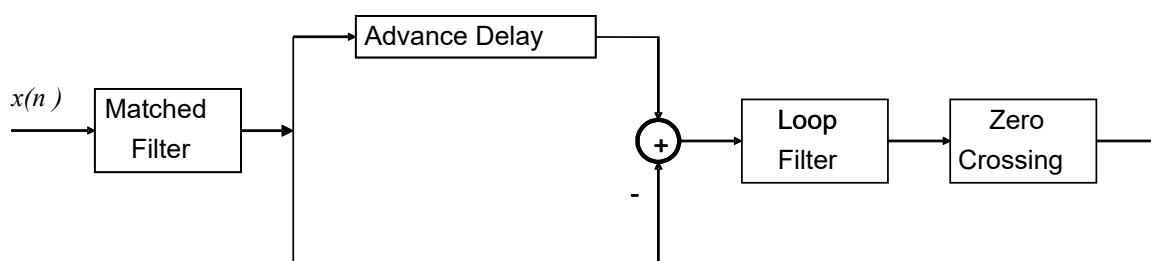 Advance Delay
x(n )
Matched
Filter
+
-
Loop
Filter
Zero
Crossing